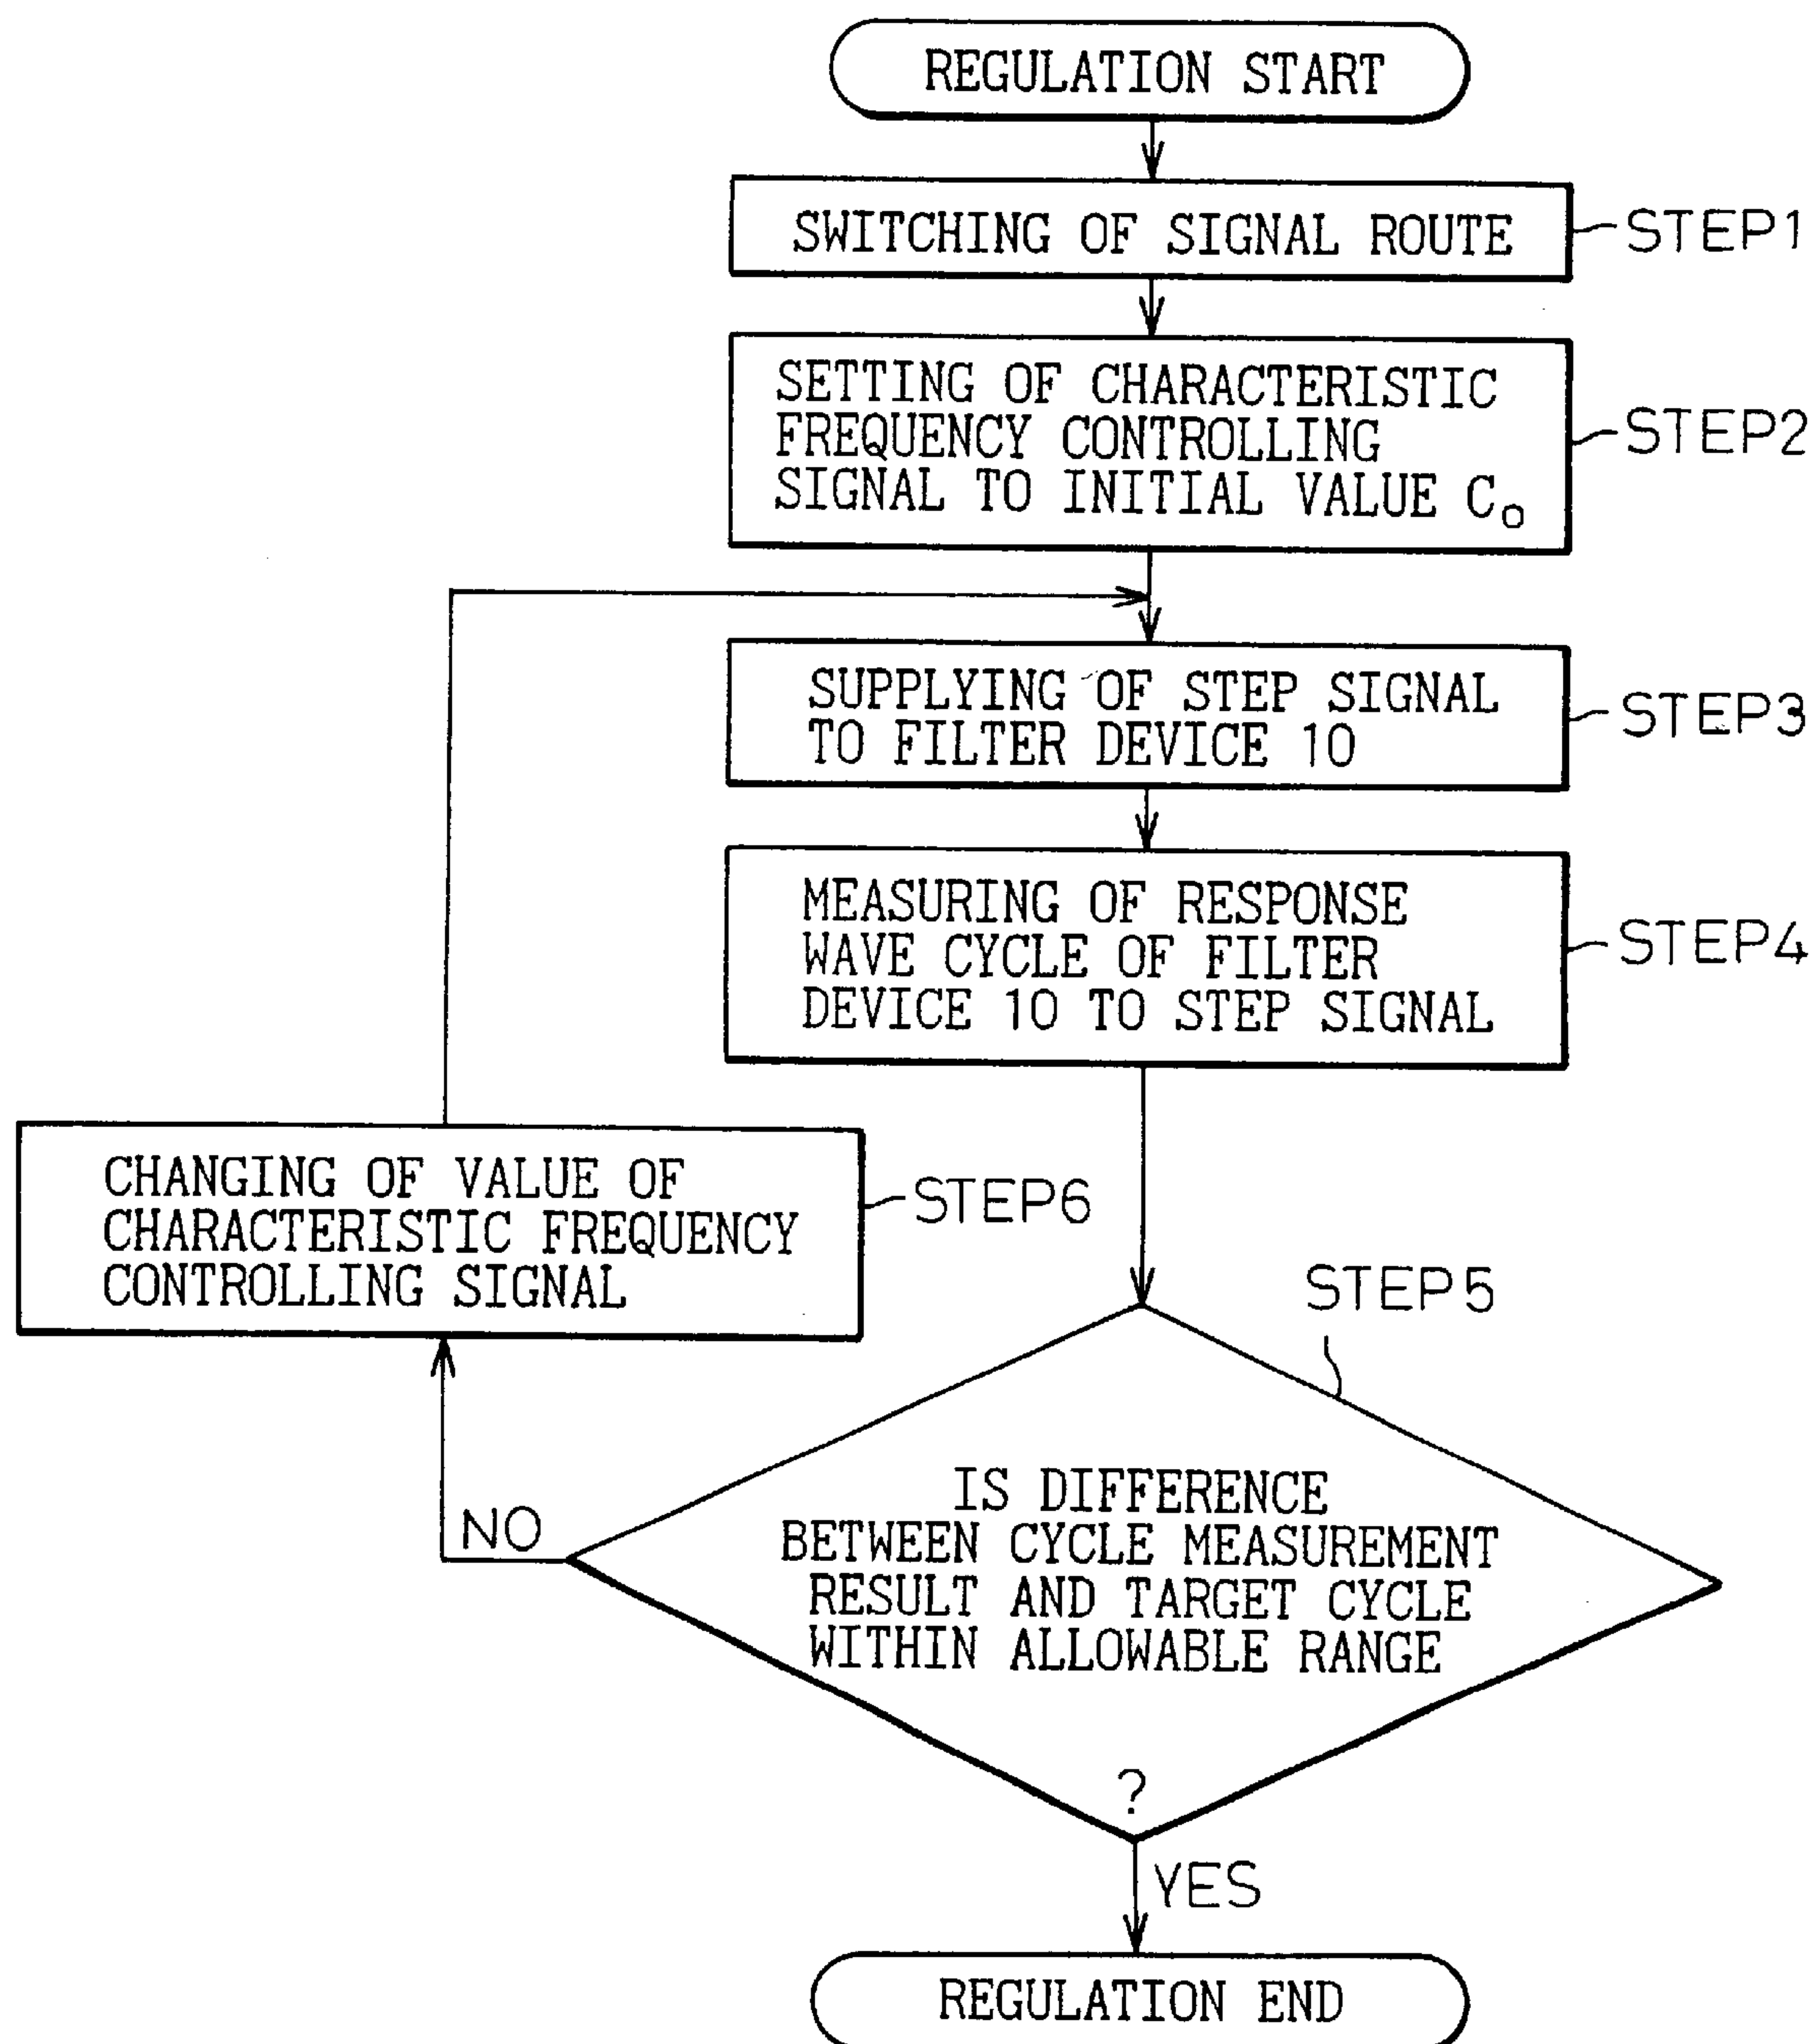 REGULATION START
SWITCHING OF SIGNAL ROUTE
STEP1
SETTING OF CHARACTERISTIC
FREQUENCY CONTROLLING
SIGNAL TO INITIAL VALUE C₀
STEP2
SUPPLYING OF STEP SIGNAL
TO FILTER DEVICE 10
STEP3
MEASURING OF RESPONSE
WAVE CYCLE OF FILTER
DEVICE 10 TO STEP SIGNAL
STEP4
CHANGING OF VALUE OF
CHARACTERISTIC FREQUENCY
CONTROLLING SIGNAL
STEP6
STEP5
IS DIFFERENCE
BETWEEN CYCLE MEASUREMENT
RESULT AND TARGET CYCLE
WITHIN ALLOWABLE RANGE
?
NO
YES
REGULATION END